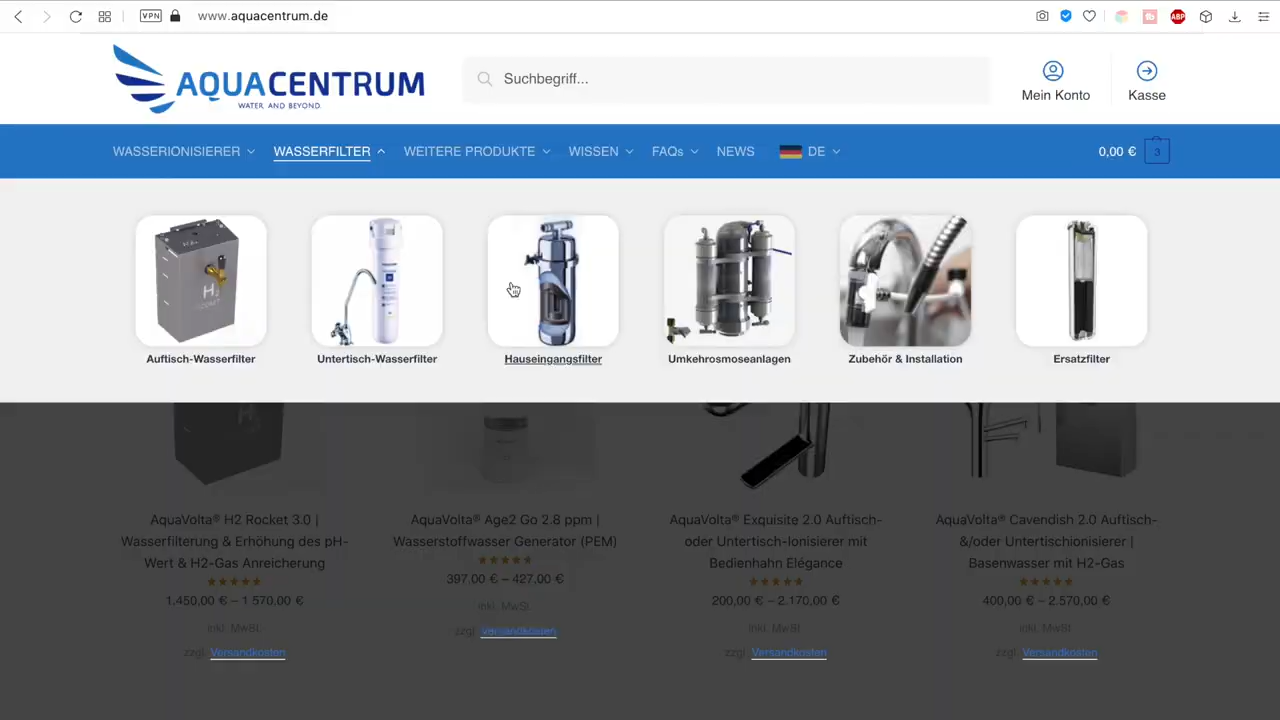 VPN
www.aquacentrum.de
ABP
AQUACENTRUM
WATER AND BEYOND.
Suchbegriff...
Mein Konto
Kasse
WASSERIONISIERER
WASSERFILTER
WEITERE PRODUKTE
WISSEN
FAQs
NEWS
DE
0,00 €
3
H2
Auftisch-Wasserfilter
Untertisch-Wasserfilter
Hauseingangsfilter
Umkehrosmoseanlagen
Zubehör & Installation
Ersatzfilter
AquaVolta® H2 Rocket 3.0 |
Wasserfilterung & Erhöhung des pH-
Wert & H2-Gas Anreicherung
1.450,00 € – 1.570,00 €
inkl. MwSt.
zzgl. Versandkosten
AquaVolta® Age2 Go 2.8 ppm |
Wasserstoffwasser Generator (PEM)
397,00 € – 427,00 €
inkl. MwSt.
zzgl. Versandkosten
AquaVolta® Exquisite 2.0 Auftisch-
oder Untertisch-Ionisierer mit
Bedienhahn Elégance
200,00 € – 2.170,00 €
inkl. MwSt.
zzgl. Versandkosten
AquaVolta® Cavendish 2.0 Auftisch-
&/oder Untertischionisierer |
Basenwasser mit H2-Gas
400,00 € – 2.570,00 €
inkl. MwSt.
zzgl. Versandkosten